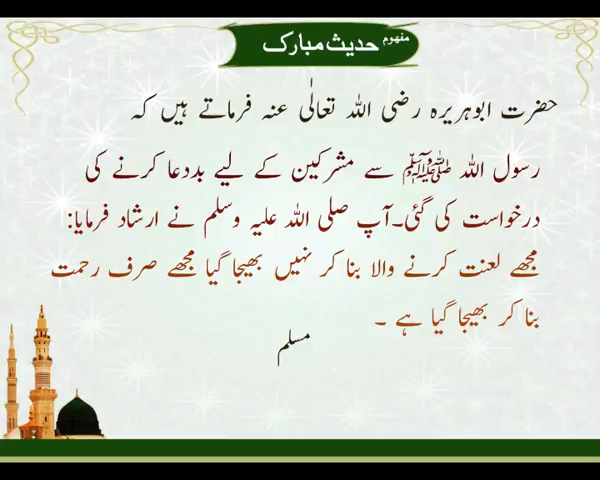 مفہوم حدیث مبارک
حضرت ابوہریرہ رضی اللہ تعالٰی عنہ فرماتے ہیں کہ
رسول اللہ ﷺ سے مشرکین کے لیے بددعا کرنے کی
درخواست کی گئی۔آپ صلی اللہ علیہ وسلم نے ارشاد فرمایا:
مجھے لعنت کرنے والا بنا کر نہیں بھیجا گیا مجھے صرف رحمت
بنا کر بھیجا گیا ہے ۔
مسلم